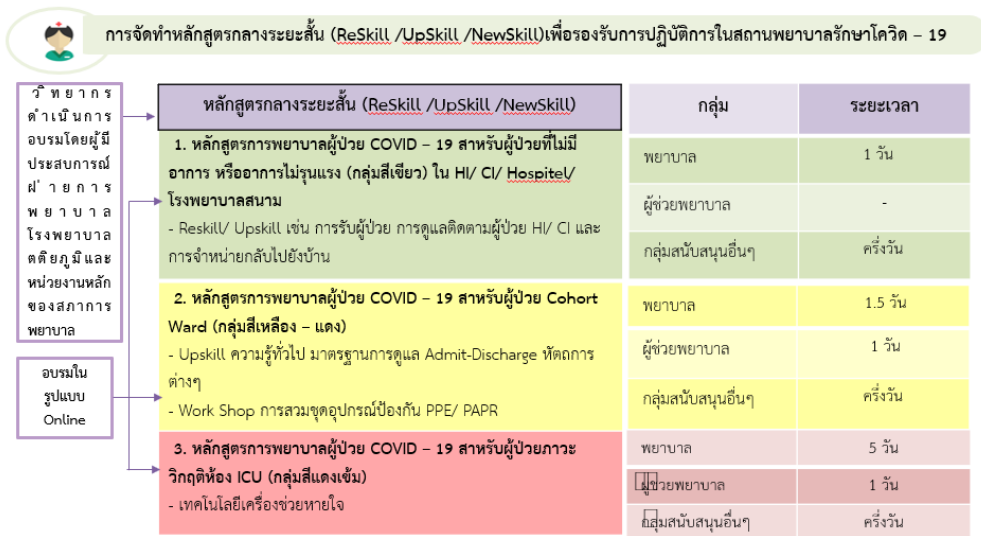 การจัดทำหลักสูตรกลางระยะสั้น (ReSkill /UpSkill /NewSkill)เพื่อรองรับการปฏิบัติการในสถานพยาบาลรักษาโควิด – 19
วิทยากร
ดำเนินการ
อบรมโดยผู้มี
ประสบการณ์
ฝ่ายการ
พยาบาล
โรงพยาบาล
ตติยภูมิและ
หน่วยงานหลัก
ของสภาการ
พยาบาล
อบรมใน
รูปแบบ
Online
หลักสูตรกลางระยะสั้น (ReSkill /UpSkill /NewSkill)
1. หลักสูตรการพยาบาลผู้ป่วย COVID – 19 สาหรับผู้ป่วยที่ไม่มี
อาการ หรืออาการไม่รุนแรง (กลุ่มสีเขียว) ใน HI/ CI/ Hospitel/
โรงพยาบาลสนาม
- Reskill/ Upskill เช่น การรับผู้ป่วย การดูแลติดตามผู้ป่วย HI/ CI และ
การจำหน่ายกลับไปยังบ้าน
2. หลักสูตรการพยาบาลผู้ป่วย COVID – 19 สาหรับผู้ป่วย Cohort
Ward (กลุ่มสีเหลือง – แดง)
- Upskill ความรู้ทั่วไป มาตรฐานการดูแล Admit-Discharge หัตถการ
ต่างๆ
- Work Shop การสวมชุดอุปกรณ์ป้องกัน PPE/ PAPR
3. หลักสูตรการพยาบาลผู้ป่วย COVID – 19 สาหรับผู้ป่วยภาวะ
วิกฤติห้อง ICU (กลุ่มสีแดงเข้ม)
- เทคโนโลยีเครื่องช่วยหายใจ
กลุ่ม ระยะเวลา
พยาบาล 1 วัน
ผู้ช่วยพยาบาล -
กลุ่มสนับสนุนอื่นๆ ครึ่งวัน
พยาบาล 1.5 วัน
ผู้ช่วยพยาบาล 1 วัน
กลุ่มสนับสนุนอื่นๆ ครึ่งวัน
พยาบาล 5 วัน
ผู้ช่วยพยาบาล 1 วัน
กลุ่มสนับสนุนอื่นๆ ครึ่งวัน